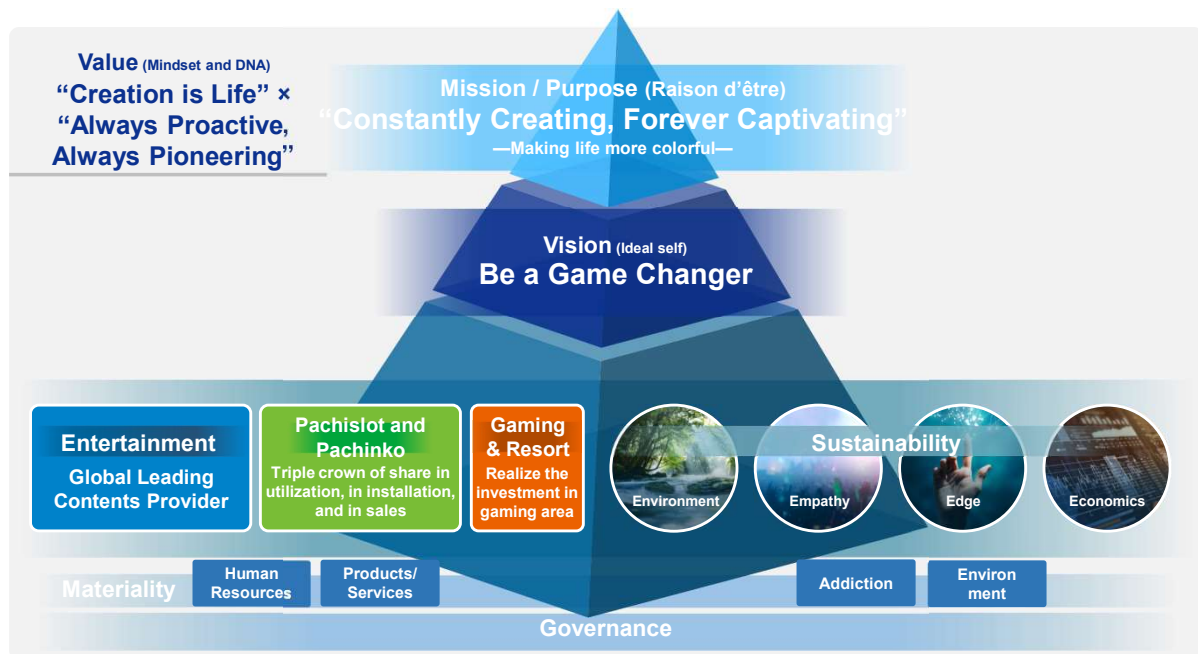 Value (Mindset and DNA)
“Creation is Life” ×
“Always Proactive,
Always Pioneering”
Mission / Purpose (Raison d’être)
“Constantly Creating, Forever Captivating”
—Making life more colorful—
Vision (Ideal self)
Be a Game Changer
Entertainment
Global Leading
Contents Provider
Pachislot and
Pachinko
Triple crown of share in
utilization, in installation,
and in sales
Gaming
& Resort
Realize the
investment in
gaming area
Sustainability
Environment
Empathy
Edge
Economics
Materiality
Human
Resources
Products/
Services
Addiction
Environ
ment
Governance